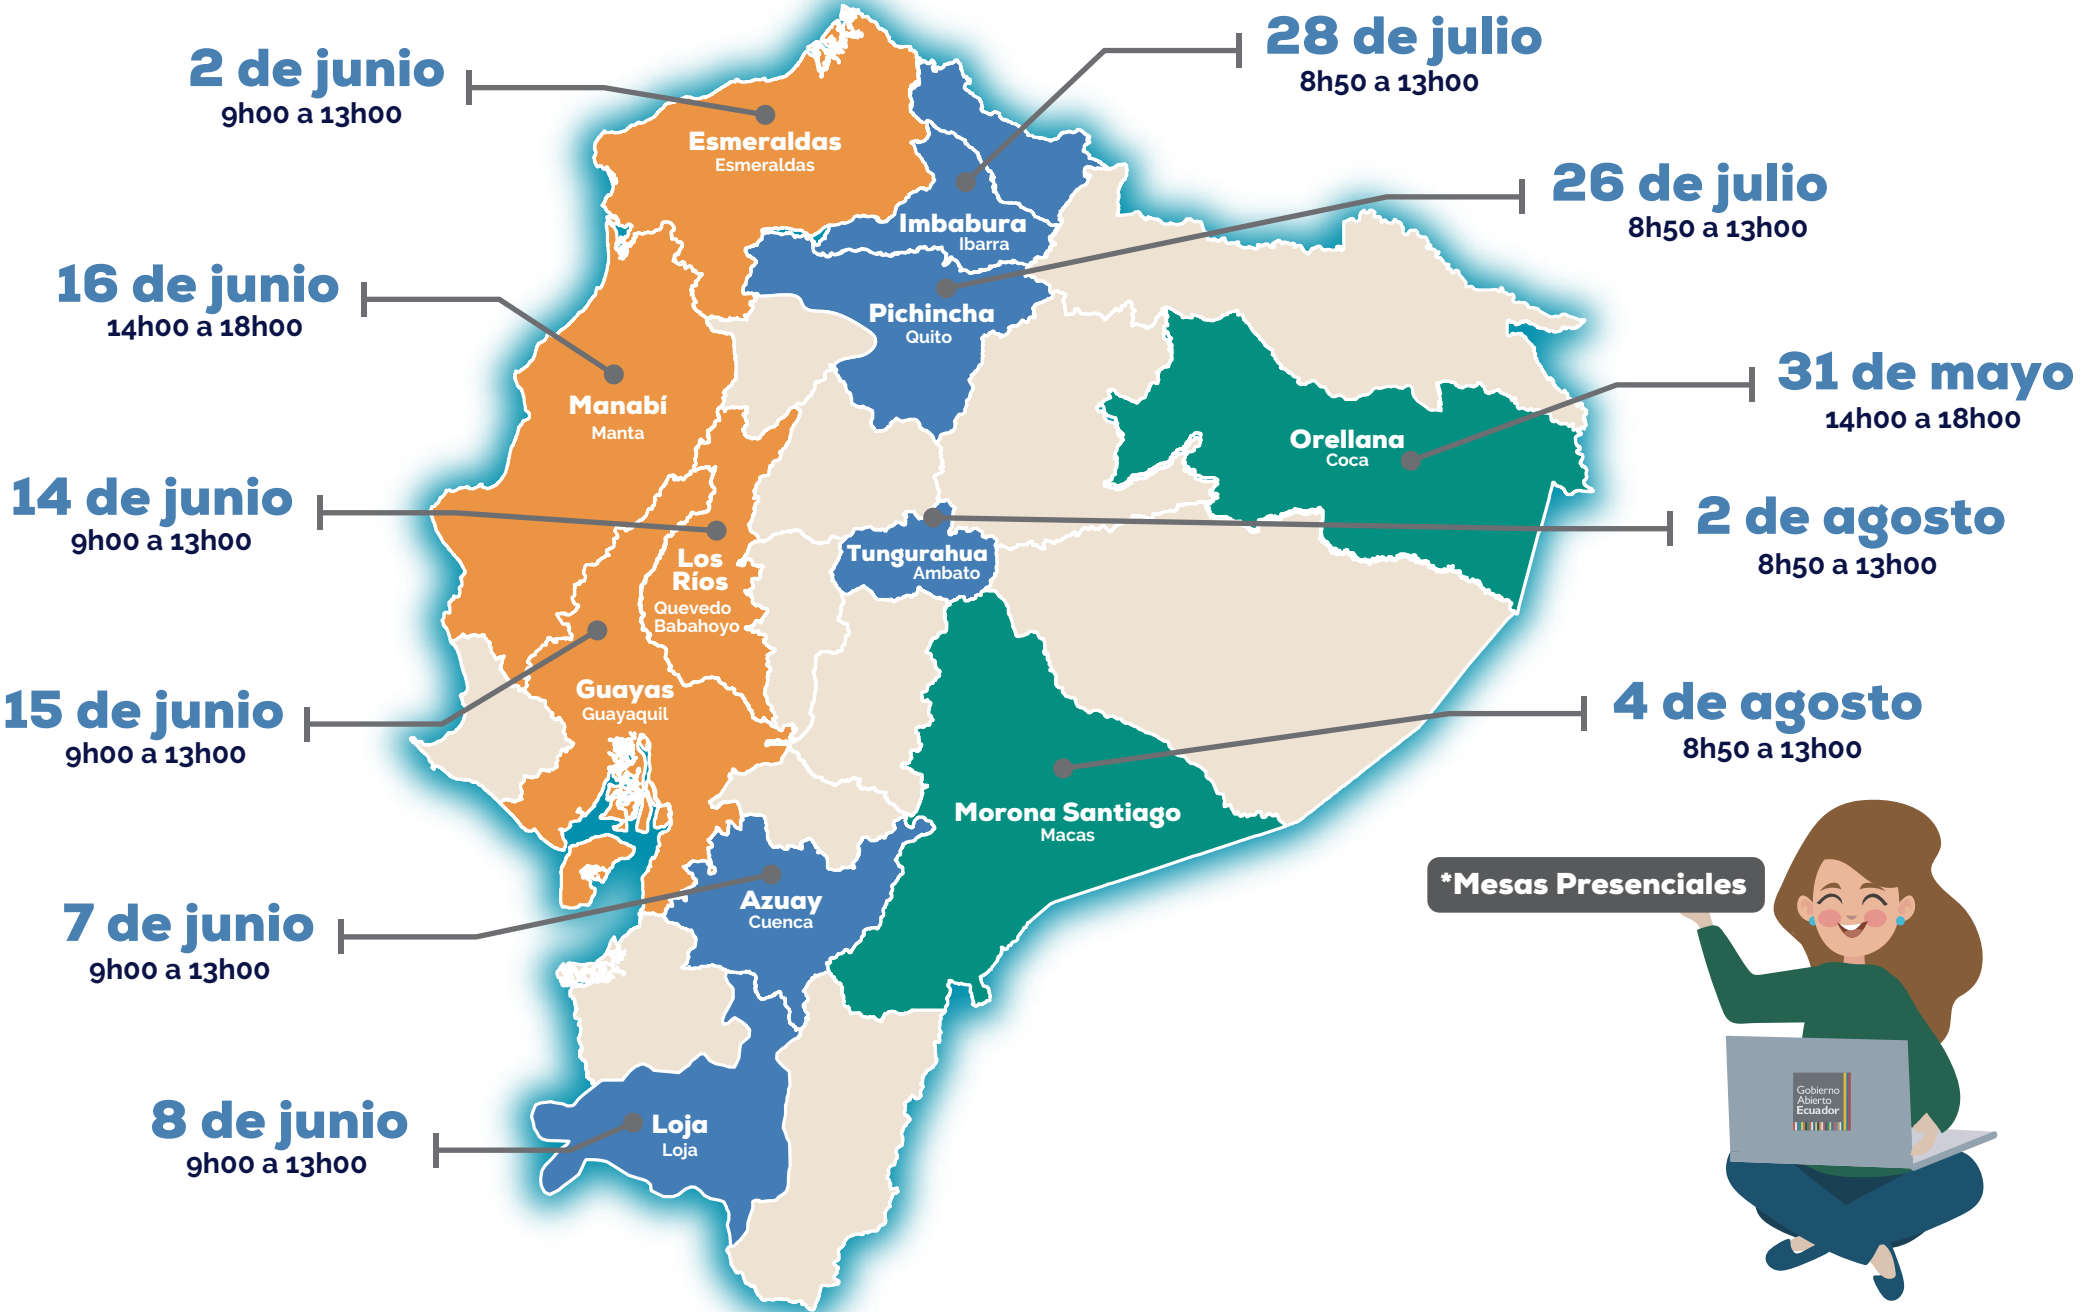 2 de junio
9h00 a 13h00
16 de junio
14h00 a 18h00
14 de junio
9h00 a 13h00
15 de junio
9h00 a 13h00
7 de junio
9h00 a 13h00
8 de junio
9h00 a 13h00
Esmeraldas
Esmeraldas
Imbabura
Ibarra
Pichincha
Quito
Manabí
Manta
Orellana
Coca
Los
Ríos
Quevedo
Babahoyo
Tungurahua
Ambato
Guayas
Guayaquil
Morona Santiago
Macas
Azuay
Cuenca
Loja
Loja
28 de julio
8h50 a 13h00
26 de julio
8h50 a 13h00
31 de mayo
14h00 a 18h00
2 de agosto
8h50 a 13h00
4 de agosto
8h50 a 13h00
*Mesas Presenciales
Gobierno
Abierto
Ecuador